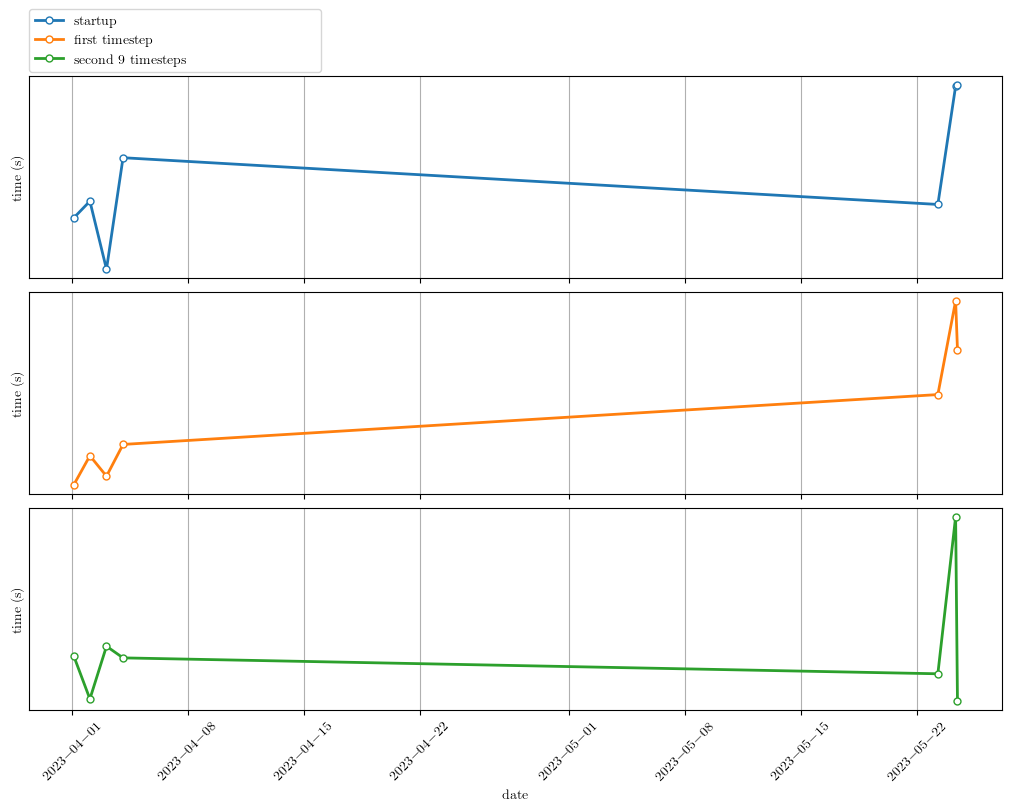 startup
first timestep
second 9 timesteps
time (s)
time (s)
time (s)
2023−04−01
2023−04−08
2023−04−15
2023−04−22
2023−05−01
2023−05−08
2023−05−15
2023−05−22
date